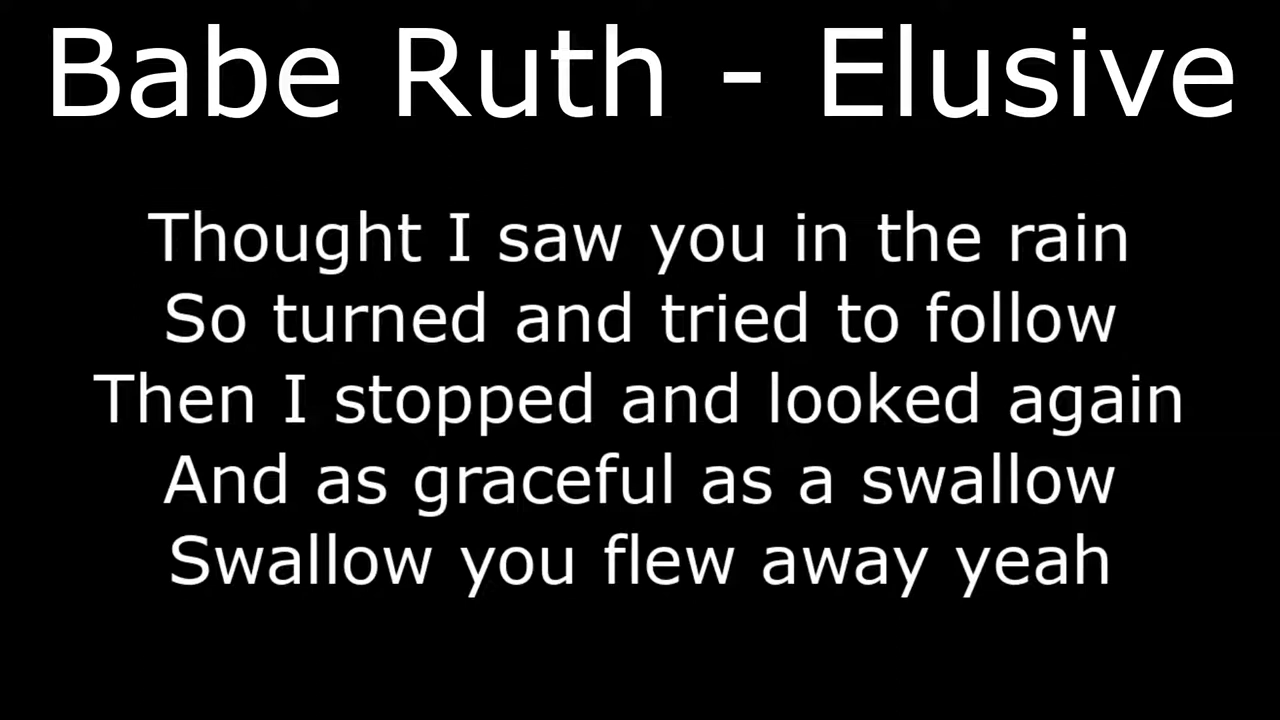 Babe Ruth - Elusive
Thought I saw you in the rain
So turned and tried to follow
Then I stopped and looked again
And as graceful as a swallow
Swallow you flew away yeah